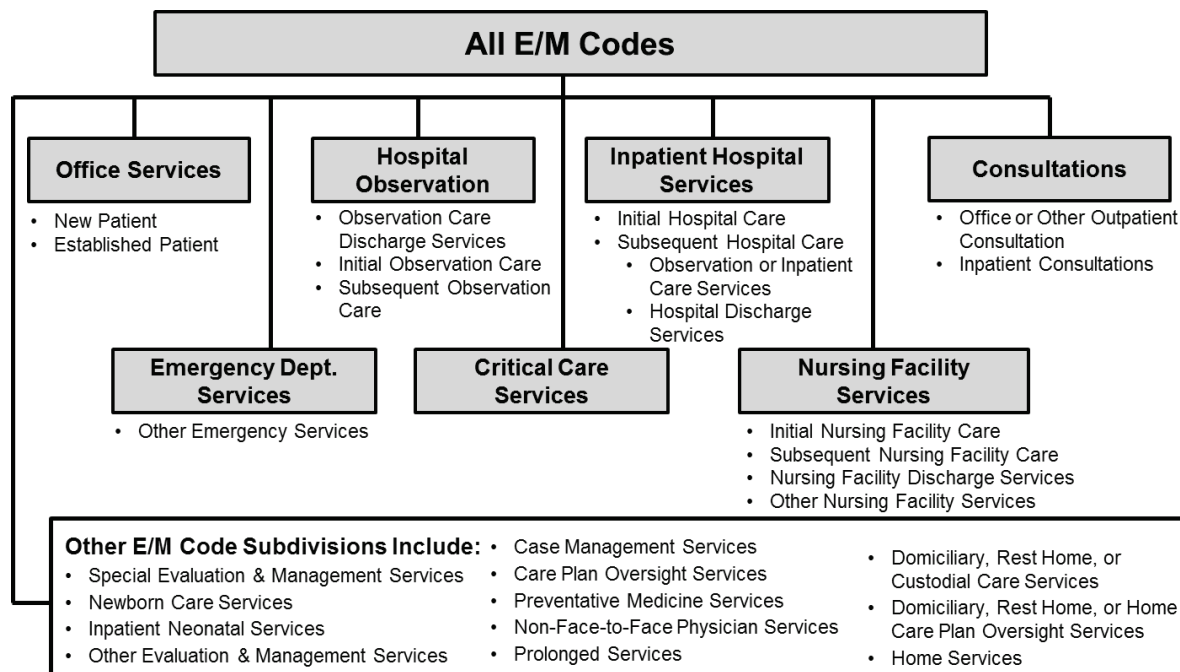 All E/M Codes
Office Services
• New Patient
• Established Patient
Hospital
Observation
• Observation Care
Discharge Services
• Initial Observation Care
• Subsequent Observation
Care
Inpatient Hospital
Services
• Initial Hospital Care
• Subsequent Hospital Care
• Observation or Inpatient
Care Services
• Hospital Discharge
Services
Consultations
• Office or Other Outpatient
Consultation
• Inpatient Consultations
Emergency Dept.
Services
• Other Emergency Services
Critical Care
Services
Nursing Facility
Services
• Initial Nursing Facility Care
• Subsequent Nursing Facility Care
• Nursing Facility Discharge Services
• Other Nursing Facility Services
Other E/M Code Subdivisions Include:
• Special Evaluation & Management Services
• Newborn Care Services
• Inpatient Neonatal Services
• Other Evaluation & Management Services
• Case Management Services
• Care Plan Oversight Services
• Preventative Medicine Services
• Non-Face-to-Face Physician Services
• Prolonged Services
• Domiciliary, Rest Home, or
Custodial Care Services
• Domiciliary, Rest Home, or Home
Care Plan Oversight Services
• Home Services